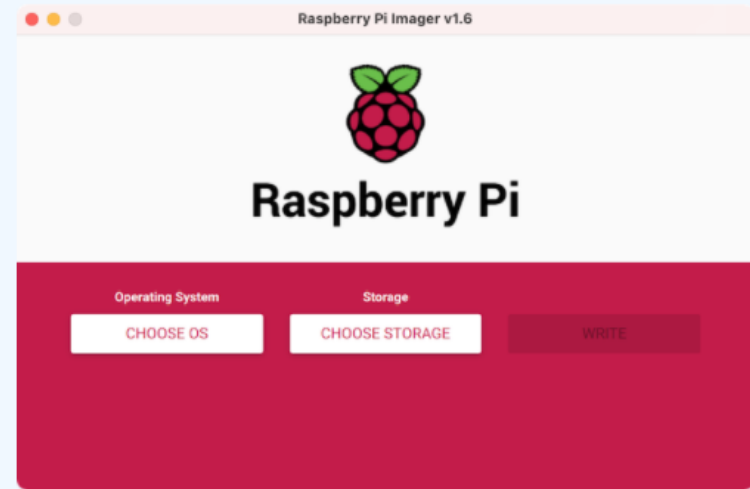 Raspberry Pi Imager v1.6
Raspberry Pi
Operating System
Storage
CHOOSE OS
CHOOSE STORAGE
WRITE